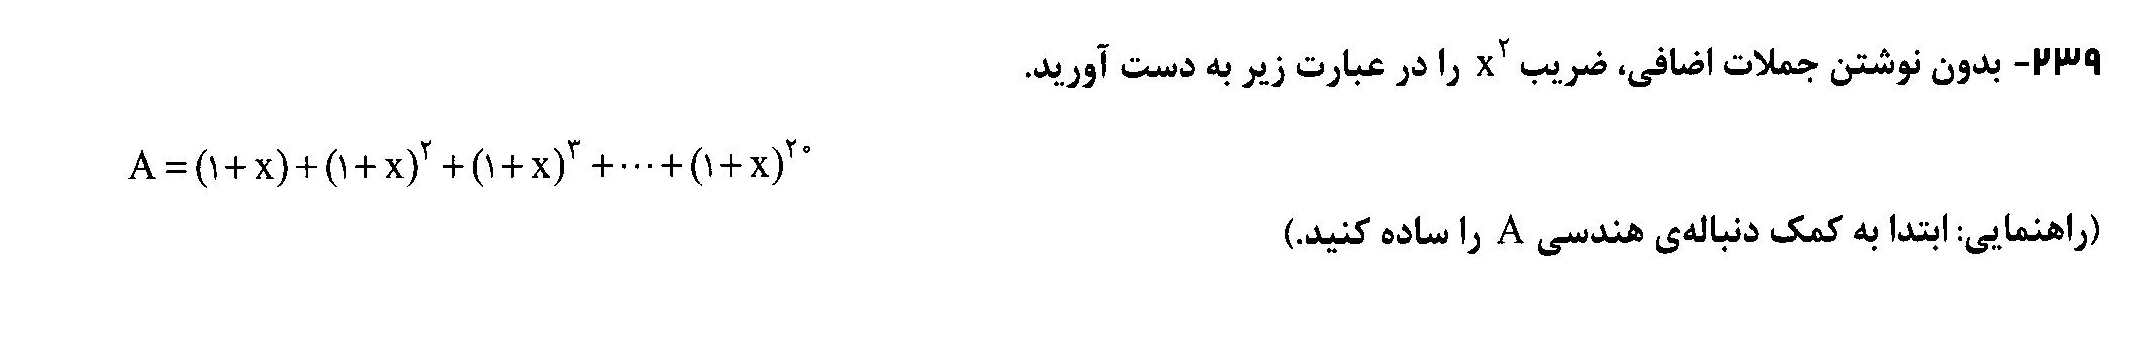 ۲۳۹- بدون نوشتن جملات اضافی، ضریب x^۲ را در عبارت زیر به دست آورید.
A = (۱+x)+(۱+x)^۲+(۱+x)^۳+⋯+(۱+x)^۲۰
(راهنمایی: ابتدا به کمک دنباله‌ی هندسی A را ساده کنید.)